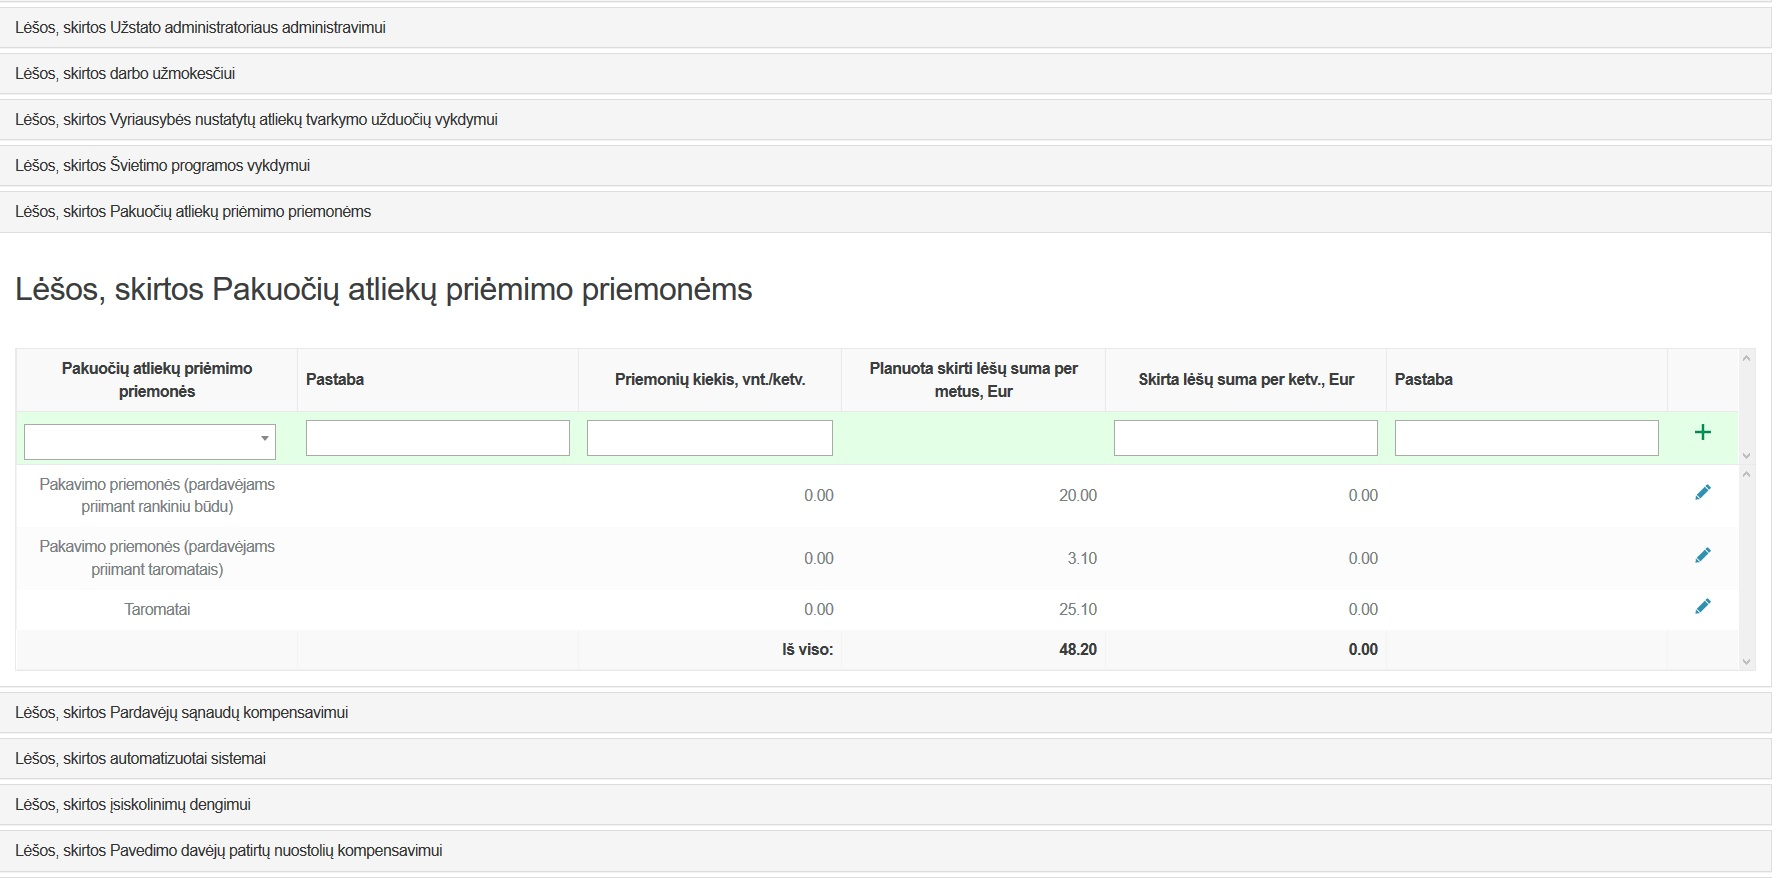 Lėšos, skirtos Užstato administratoriaus administravimui
Lėšos, skirtos darbo užmokesčiui
Lėšos, skirtos Vyriausybės nustatytų atliekų tvarkymo užduočių vykdymui
Lėšos, skirtos Švietimo programos vykdymui
Lėšos, skirtos Pakuočių atliekų priėmimo priemonėms
Lėšos, skirtos Pakuočių atliekų priėmimo priemonėms
Pakuočių atliekų priėmimo
priemonės
Pastaba
Priemonių kiekis, vnt./ketv.
Planuota skirti lėšų suma per
metus, Eur
Skirta lėšų suma per ketv., Eur
Pastaba
Pakavimo priemonės (pardavėjams
priimant rankiniu būdu)
0.00
20.00
0.00
Pakavimo priemonės (pardavėjams
priimant taromatais)
0.00
3.10
0.00
Taromatai
0.00
25.10
0.00
Iš viso:
48.20
0.00
Lėšos, skirtos Pardavėjų sąnaudų kompensavimui
Lėšos, skirtos automatizuotai sistemai
Lėšos, skirtos įsiskolinimų dengimui
Lėšos, skirtos Pavedimo davėjų patirtų nuostolių kompensavimui